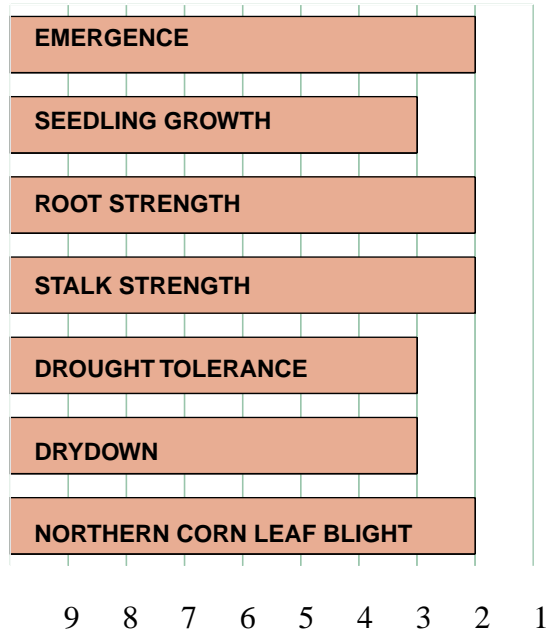 EMERGENCE
SEEDLING GROWTH
ROOT STRENGTH
STALK STRENGTH
DROUGHT TOLERANCE
DRYDOWN
NORTHERN CORN LEAF BLIGHT
9 8 7 6 5 4 3 2 1